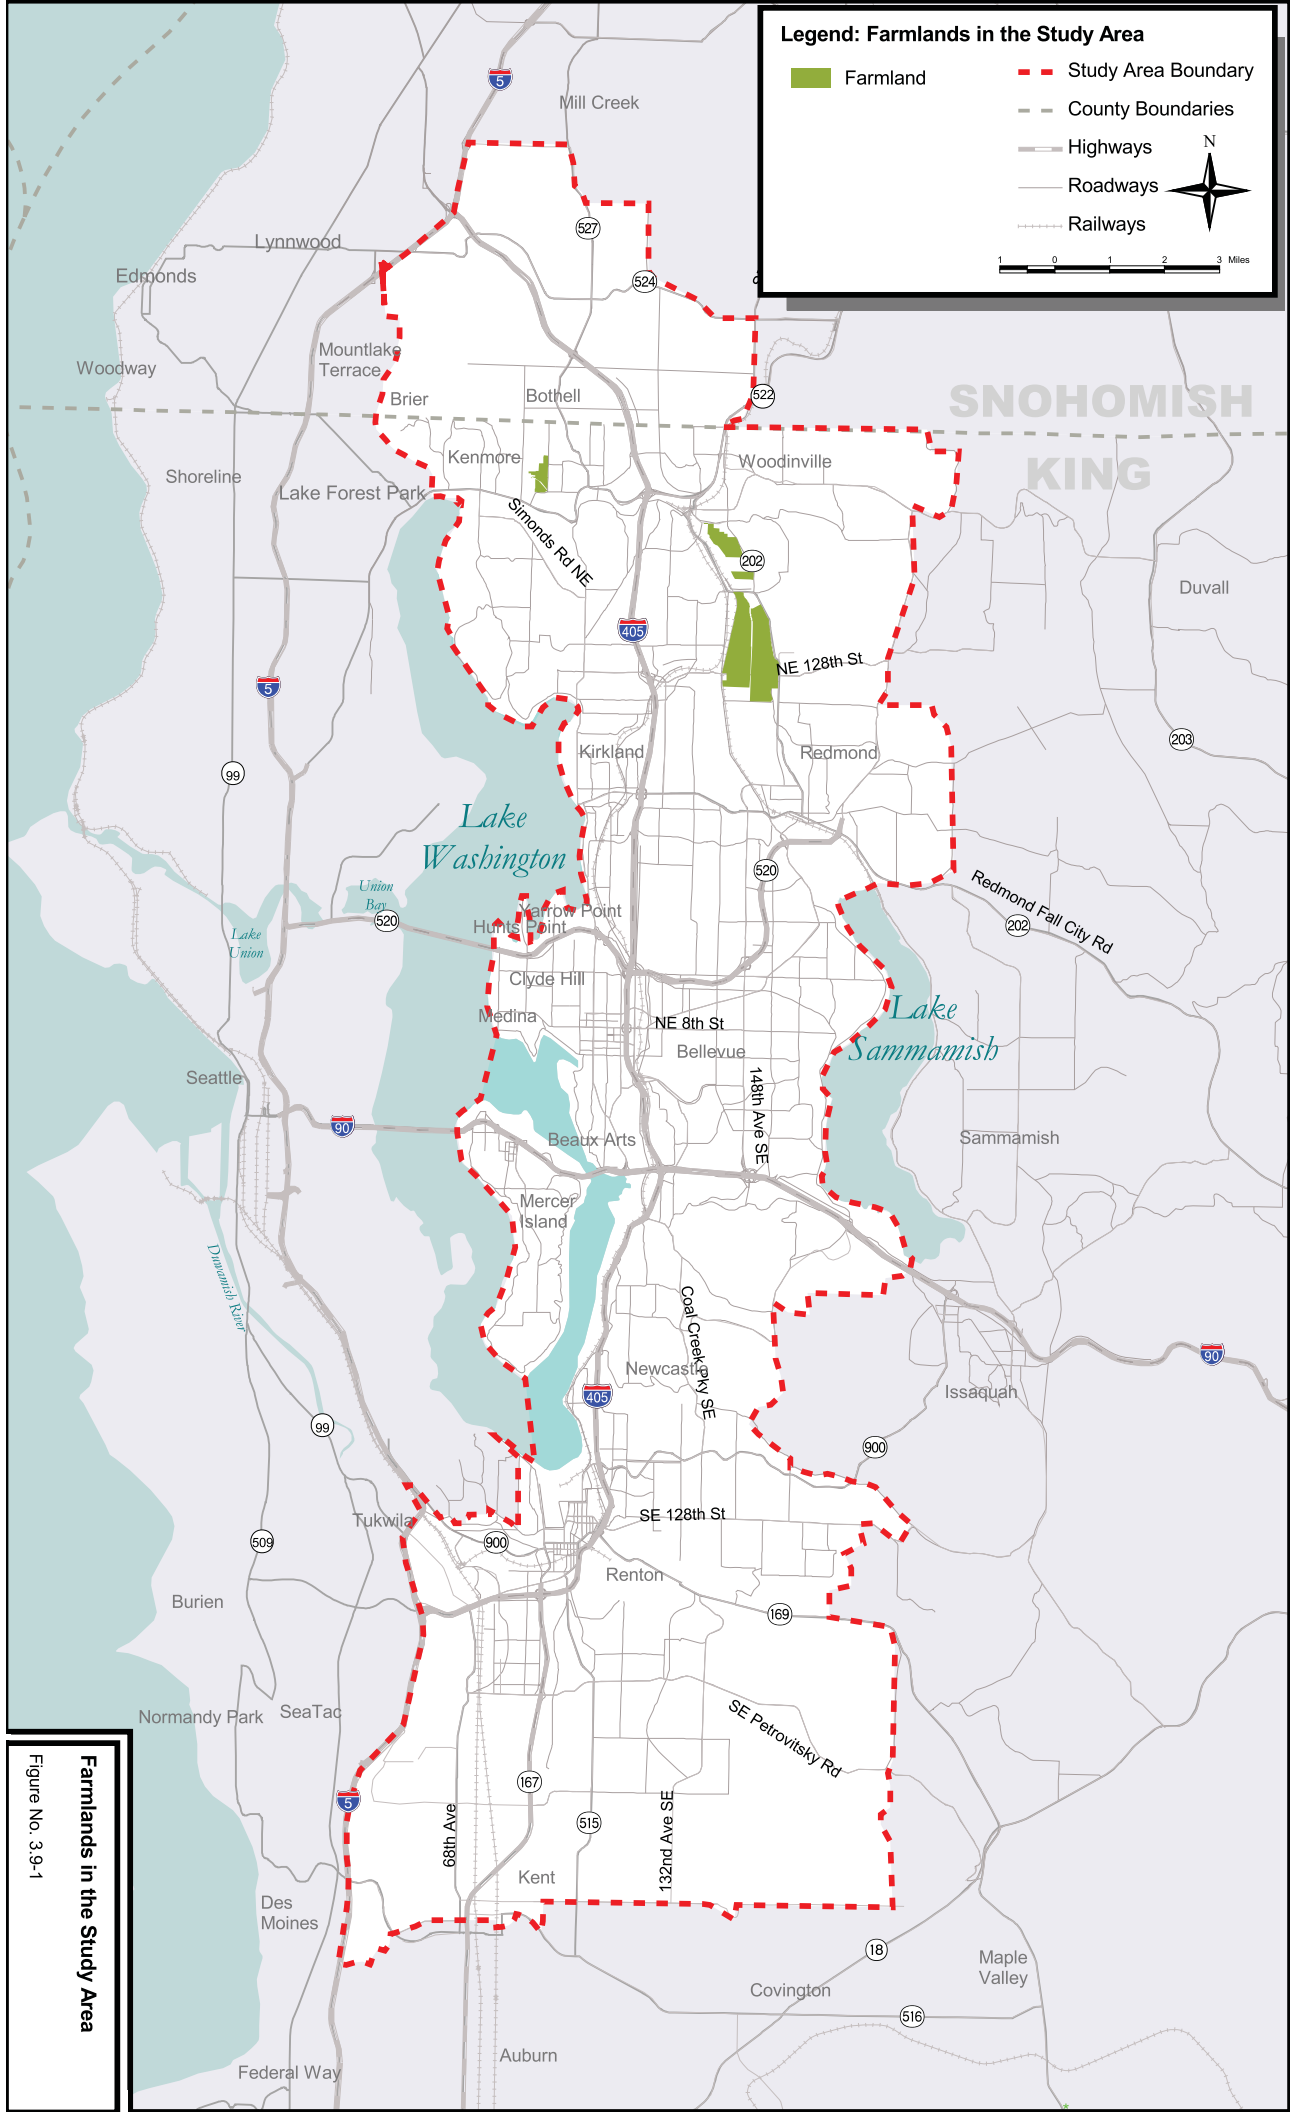 Legend: Farmlands in the Study Area
Farmland
Study Area Boundary
County Boundaries
Highways
Roadways
Railways
N
1 0 1 2 3 Miles
5
Mill Creek
527
Lynnwood
524
Edmonds
Mountlake
Terrace
Woodway
Brier
Bothell
522
SNOHOMISH
KING
Kenmore
Woodinville
Shoreline
Lake Forest Park
Simonds Rd NE
202
Duvall
405
NE 128th St
5
203
Kirkland
Redmond
99
Lake
Washington
520
Union
Bay
520
Redmond Fall City Rd
202
Yarrow Point
Hunts Point
Lake
Union
Clyde Hill
Medina
NE 8th St
Lake
Sammamish
Bellevue
148th Ave SE
Seattle
90
Beaux Arts
Sammamish
Mercer
Island
Duwamish River
Coal Creek Pky SE
90
Newcastle
405
Issaquah
99
900
Tukwila
SE 128th St
509
900
Renton
Burien
169
Normandy Park
SeaTac
SE Petrovitsky Rd
167
5
515
68th Ave
132nd Ave SE
Kent
Des
Moines
18
Maple
Valley
Covington
516
Auburn
Federal Way
Farmlands in the Study Area
Figure No. 3.9-1